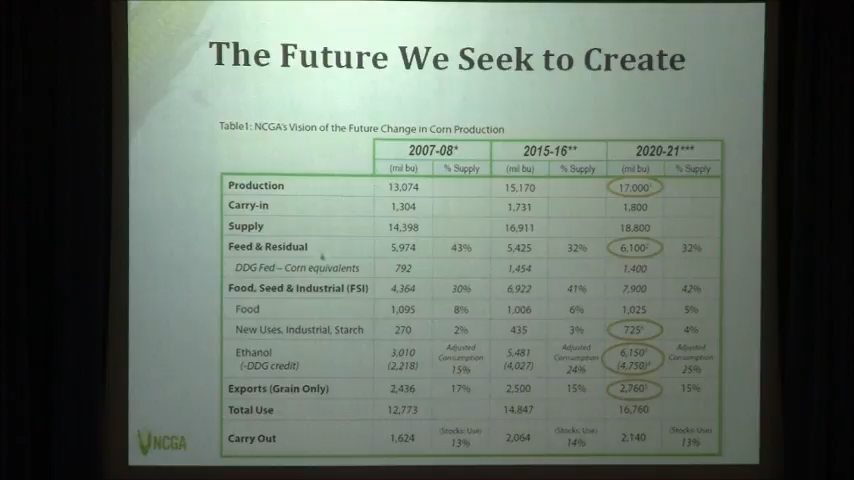 The Future We Seek to Create
Table1: NCGA's Vision of the Future Change in Corn Production
2007-08* 2015-16** 2020-21***
(mil bu) % Supply (mil bu) % Supply (mil bu) % Supply
Production 13,074 15,170 17,000¹
Carry-in 1,304 1,731 1,800
Supply 14,398 16,911 18,800
Feed & Residual 5,974 43% 5,425 32% 6,100² 32%
DDG Fed – Corn equivalents 792 1,454 1,400
Food, Seed & Industrial (FSI) 4,364 30% 6,922 41% 7,900 42%
Food 1,095 8% 1,006 6% 1,025 5%
New Uses, Industrial, Starch 270 2% 435 3% 725 4%
Ethanol 3,010 Adjusted Consumption 15% 5,481 Adjusted Consumption 24% 6,150 Adjusted Consumption 25%
(-DDG credit) (2,218) (4,027) (4,750)
Exports (Grain Only) 2,436 17% 2,500 15% 2,760 15%
Total Use 12,773 14,847 16,760
Carry Out 1,624 (Stocks: Use) 13% 2,064 (Stocks: Use) 14% 2,140 (Stocks: Use) 13%
NCGA